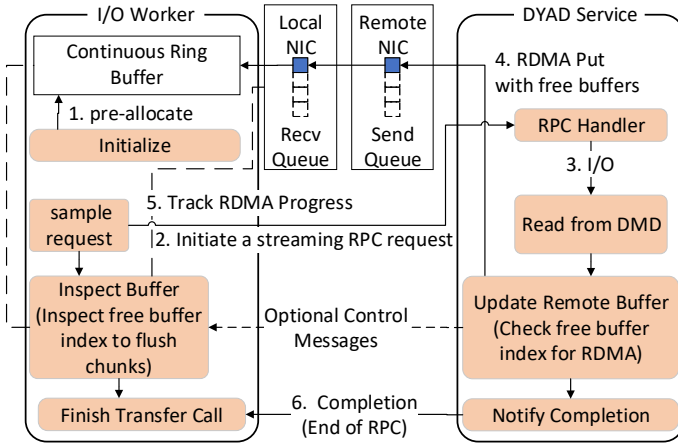 I/O Worker
Local
NIC
Remote
NIC
DYAD Service
Continuous Ring
Buffer
4. RDMA Put
with free buffers
1. pre-allocate
Initialize
Recv
Queue
Send
Queue
RPC Handler
3. I/O
5. Track RDMA Progress
sample
request
2. Initiate a streaming RPC request
Read from DMD
Inspect Buffer
(Inspect free buffer
index to flush
chunks)
Optional Control
Messages
Update Remote Buffer
(Check free buffer
index for RDMA)
Finish Transfer Call
6. Completion
(End of RPC)
Notify Completion